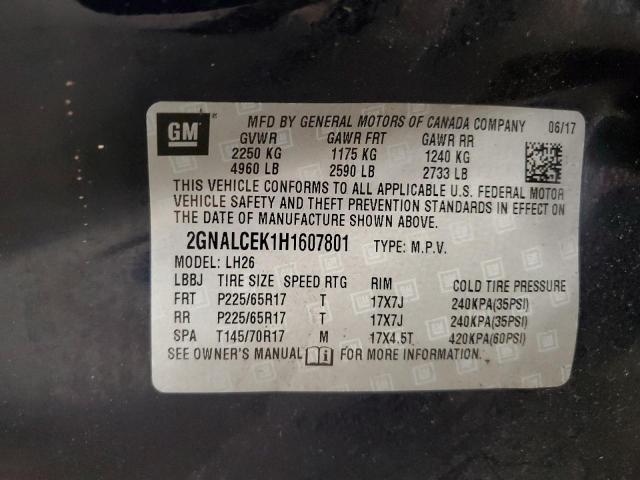 GM ®
MFD BY GENERAL MOTORS OF CANADA COMPANY 06/17
GVWR GAWR FRT GAWR RR
2250 KG 1175 KG 1240 KG
4960 LB 2590 LB 2733 LB
THIS VEHICLE CONFORMS TO ALL APPLICABLE U.S. FEDERAL MOTOR
VEHICLE SAFETY AND THEFT PREVENTION STANDARDS IN EFFECT ON
THE DATE OF MANUFACTURE SHOWN ABOVE.
2GNALCEK1H1607801 TYPE: M.P.V.
MODEL: LH26
LBBJ TIRE SIZE SPEED RTG RIM COLD TIRE PRESSURE
FRT P225/65R17 T 17X7J 240KPA(35PSI)
RR P225/65R17 T 17X7J 240KPA(35PSI)
SPA T145/70R17 M 17X4.5T 420KPA(60PSI)
SEE OWNER'S MANUAL FOR MORE INFORMATION.